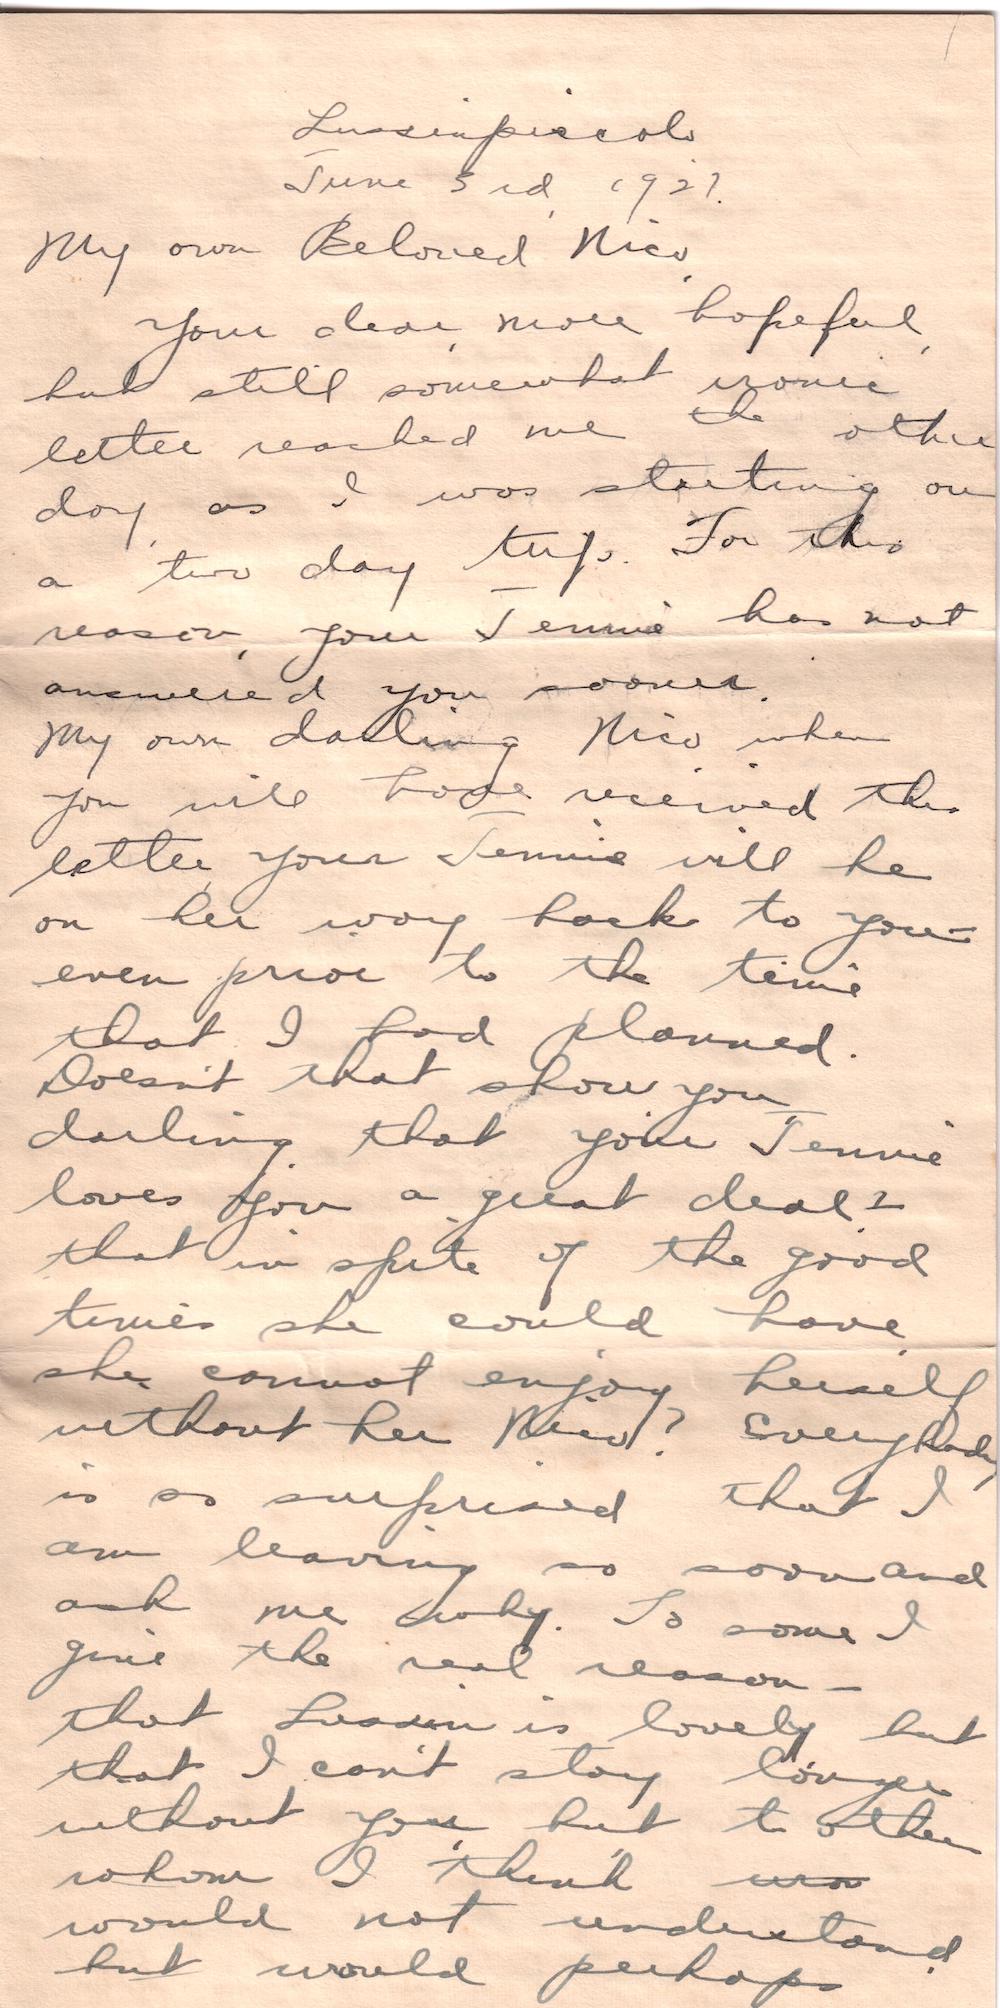 Lussinpiccolo
June 3rd, 1927.
My own Beloved Nico,
Your dear, more hopeful,
but still somewhat ironic
letter reached me the other
day, as I was starting on
a two day trip. For this
reason, your Jennie has not
answered you sooner.
My own darling Nico when
you will have received this
letter, your Jennie will be
on her way back to you—
even prior to the time
that I had planned.
Doesn't that show you
darling that your Jennie
loves you a great deal—
that in spite of the good
times she could have,
she cannot enjoy herself
without her Nico? Everybody
is so surprised that I
am leaving so soon and
ask me why. To some I
give the real reason—
that Lussin is lovely but
that I can't stay longer
without you, but to others
whom I think
would not understand
but would perhaps